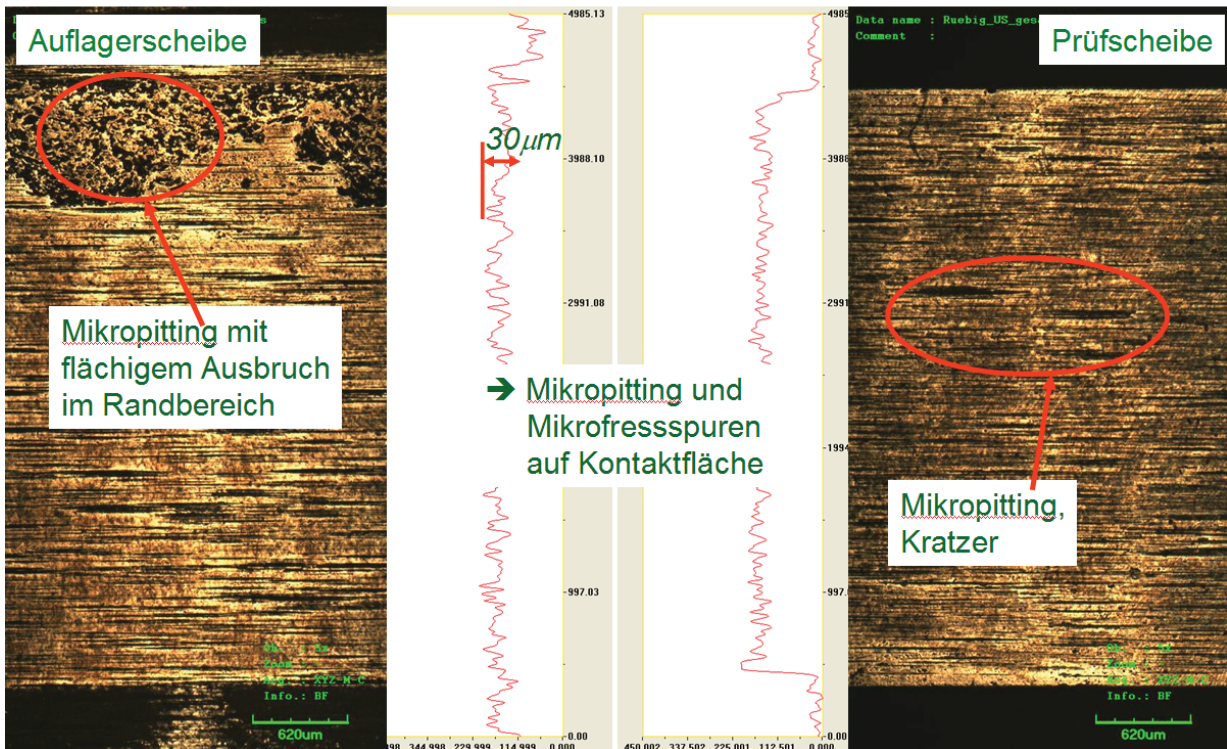 Auflagerscheibe
Mikropitting mit
flächigem Ausbruch
im Randbereich
Info.: BF
620um
30µm
➔ Mikropitting und
Mikrofressspuren
auf Kontaktfläche
4985.13
3988.10
2991.08
1994
997.03
0.00
244.998 229.999 114.999 0.000
450.002 337.502 225.001 112.501 0.000
Data name : Ruebig_US_ges
Comment :
Prüfscheibe
Mikropitting,
Kratzer
Info.: BF
620um